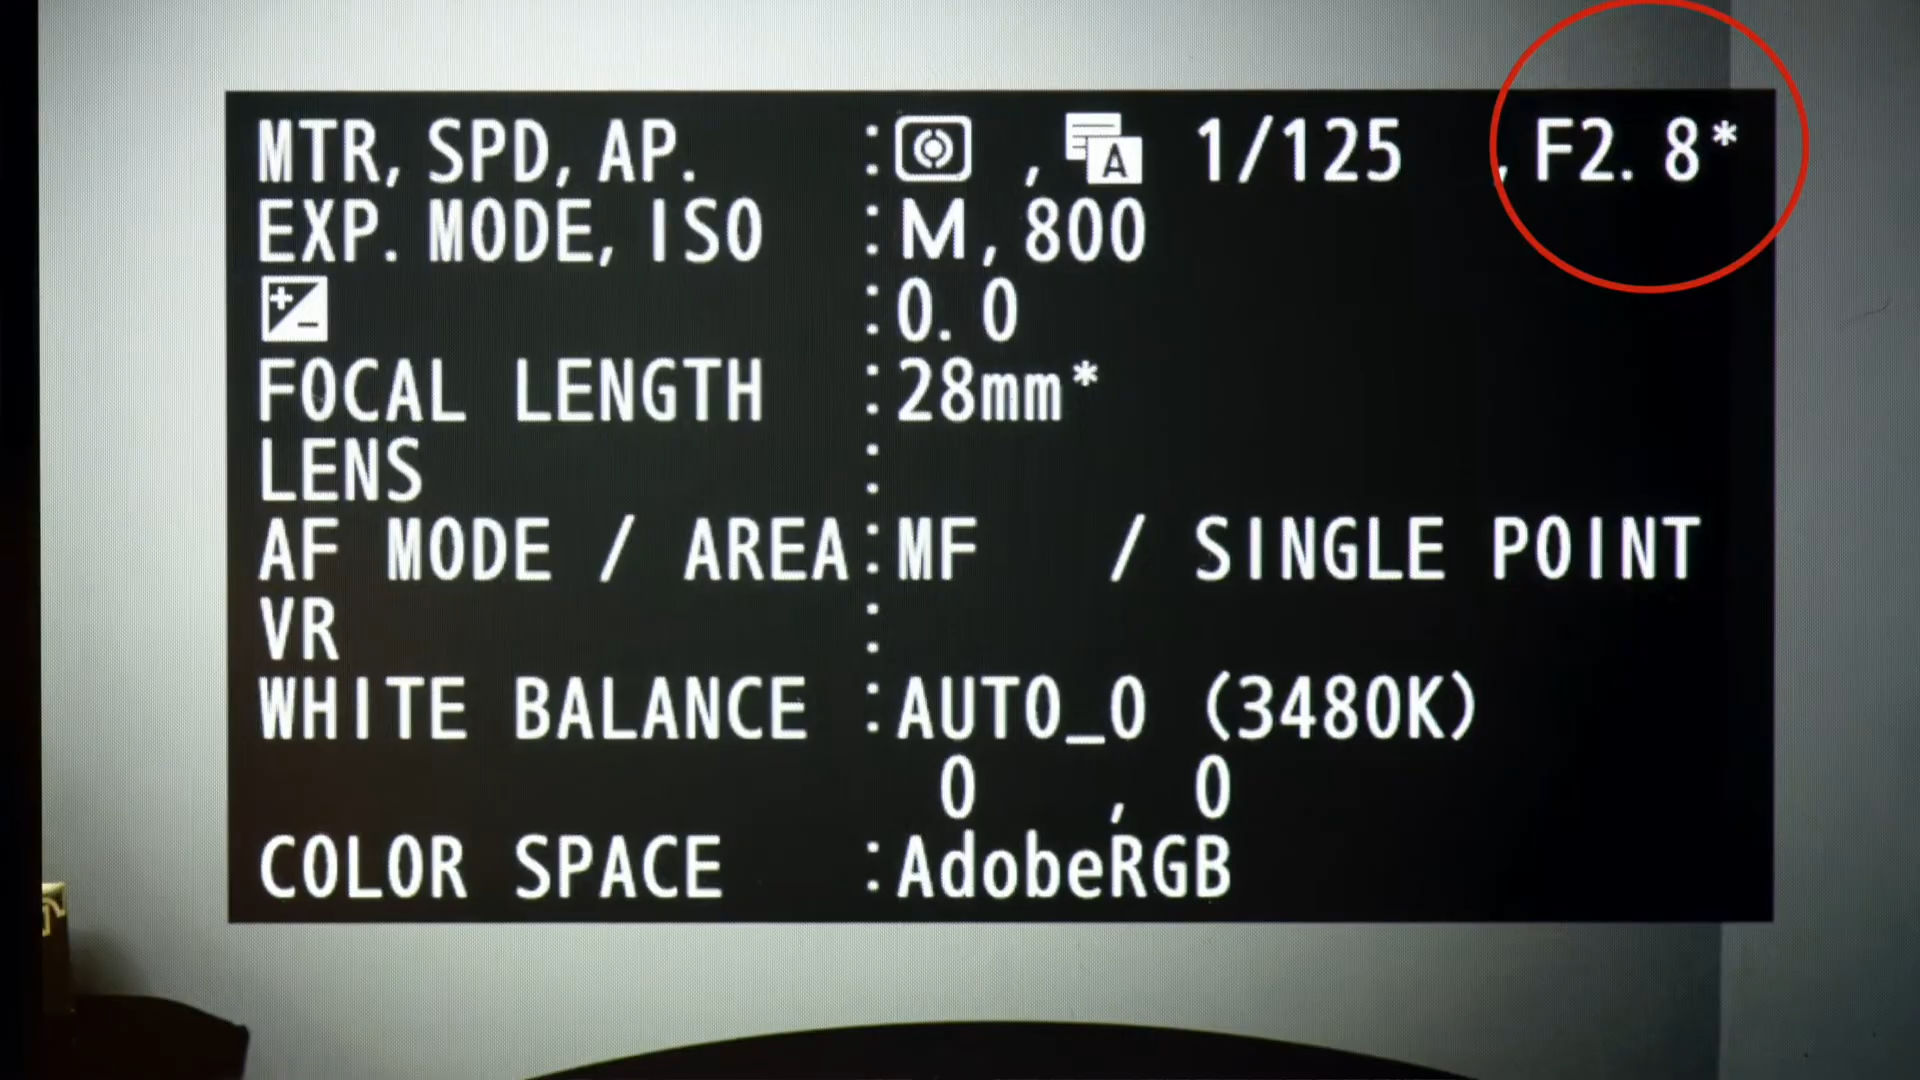 MTR, SPD, AP. : , A 1/125 , F2. 8*
EXP. MODE, ISO : M, 800
+ - : 0. 0
FOCAL LENGTH : 28mm*
LENS :
AF MODE / AREA : MF / SINGLE POINT
VR :
WHITE BALANCE : AUTO_0 (3480K)
0 , 0
COLOR SPACE : AdobeRGB